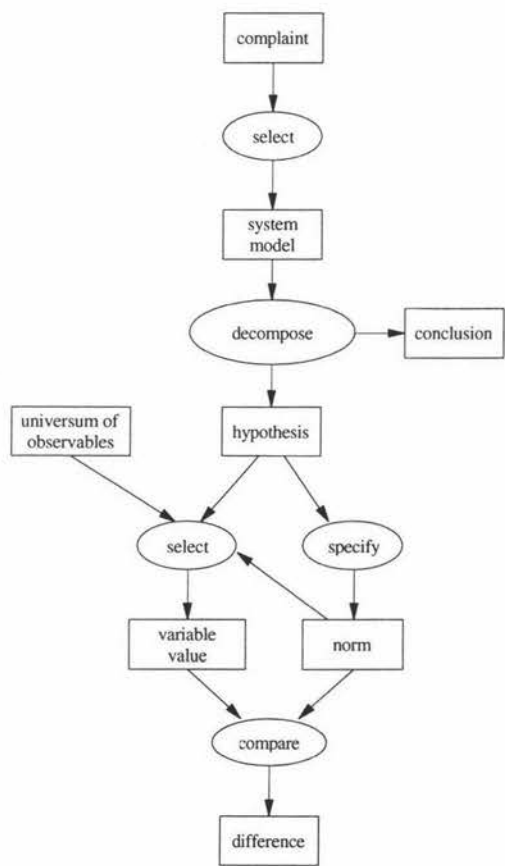 complaint
select
system
model
decompose
conclusion
universum of
observables
hypothesis
select
specify
variable
value
norm
compare
difference